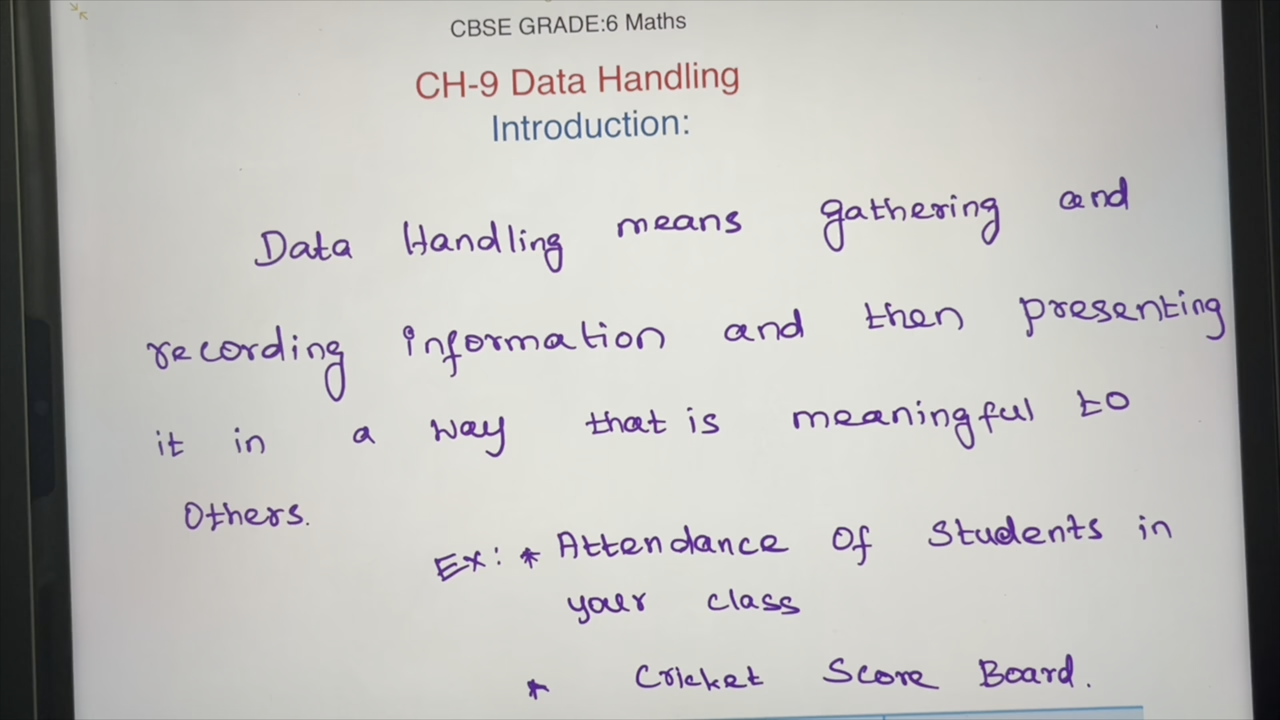 CBSE GRADE:6 Maths
CH-9 Data Handling
Introduction:
Data Handling means gathering and
recording information and then presenting
it in a way that is meaningful to
Others.
Ex: * Attendance of Students in
your class
* Cricket Score Board.